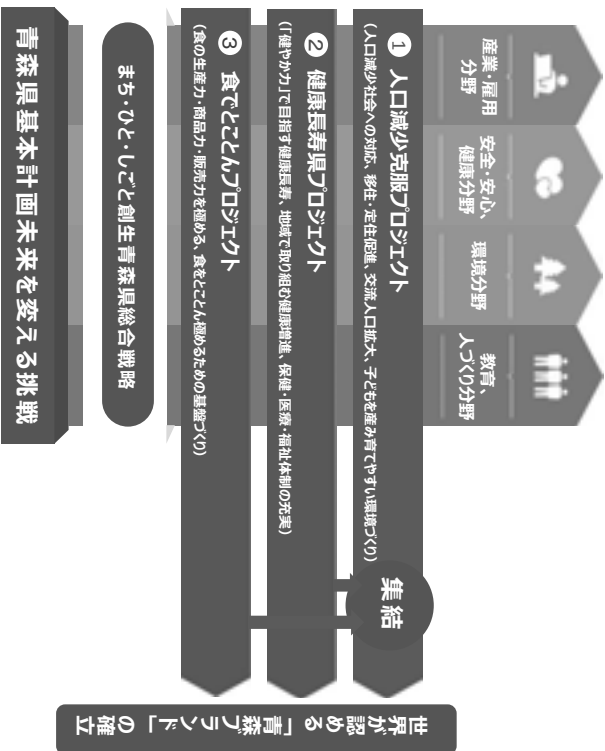 産業・雇用
分野
安全・安心、
健康分野
環境分野
教育、
人づくり分野
1 人口減少克服プロジェクト
(人口減少社会への対応、移住・定住促進、交流人口拡大、子どもを産み育てやすい環境づくり)
2 健康長寿県プロジェクト
(「健やか力」で目指す健康長寿、地域で取り組む健康増進、保健・医療・福祉体制の充実)
3 食でとことんプロジェクト
(食の生産力・商品力・販売力を極める、食をとことん極めるための基盤づくり)
集結
まち・ひと・しごと創生青森県総合戦略
青森県基本計画未来を変える挑戦
世界が認める「青森ブランド」の確立